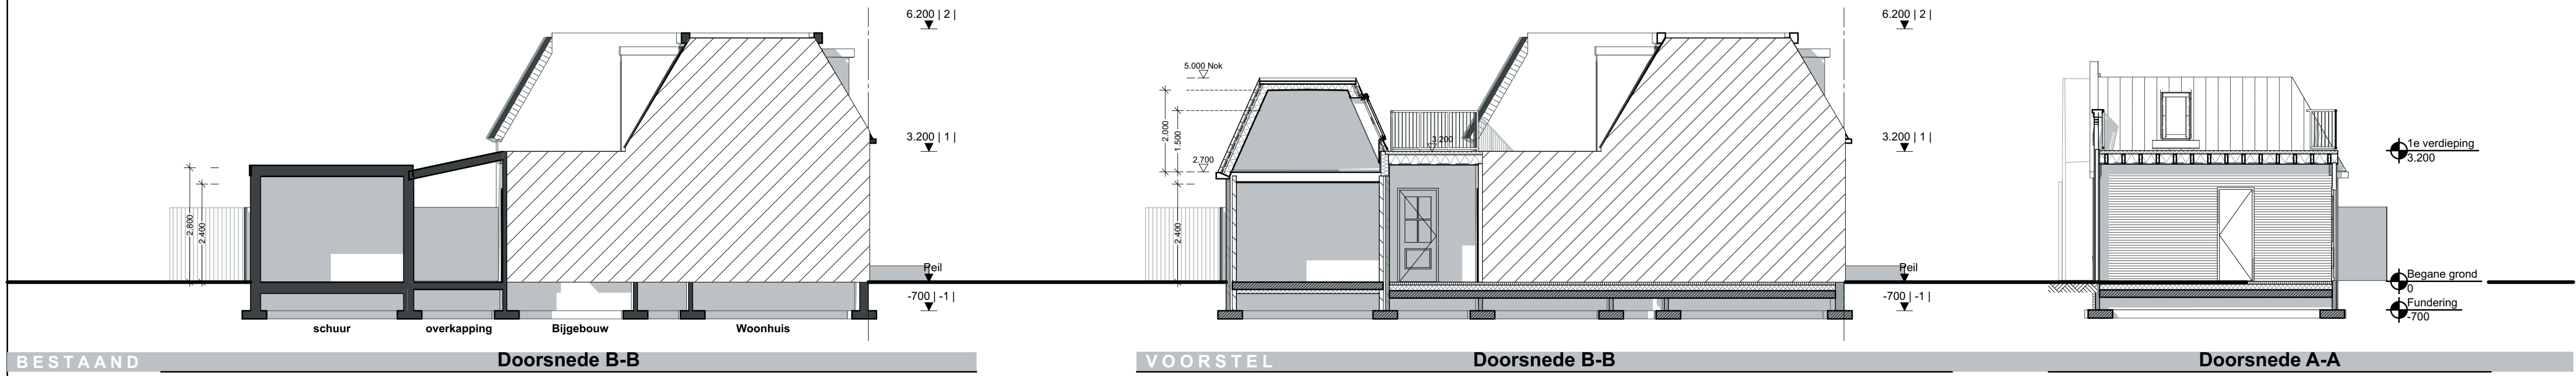 6.200 | 2 |
3.200 | 1 |
2.800
2.400
Peil
-700 | -1 |
schuur overkapping Bijgebouw Woonhuis
BESTAAND Doorsnede B-B
6.200 | 2 |
5.000 Nok
3.200 | 1 |
3.200
2.000
1.500
2.700
2.400
Peil
-700 | -1 |
VOORSTEL Doorsnede B-B
1e verdieping
3.200
Begane grond
0
Fundering
-700
Doorsnede A-A